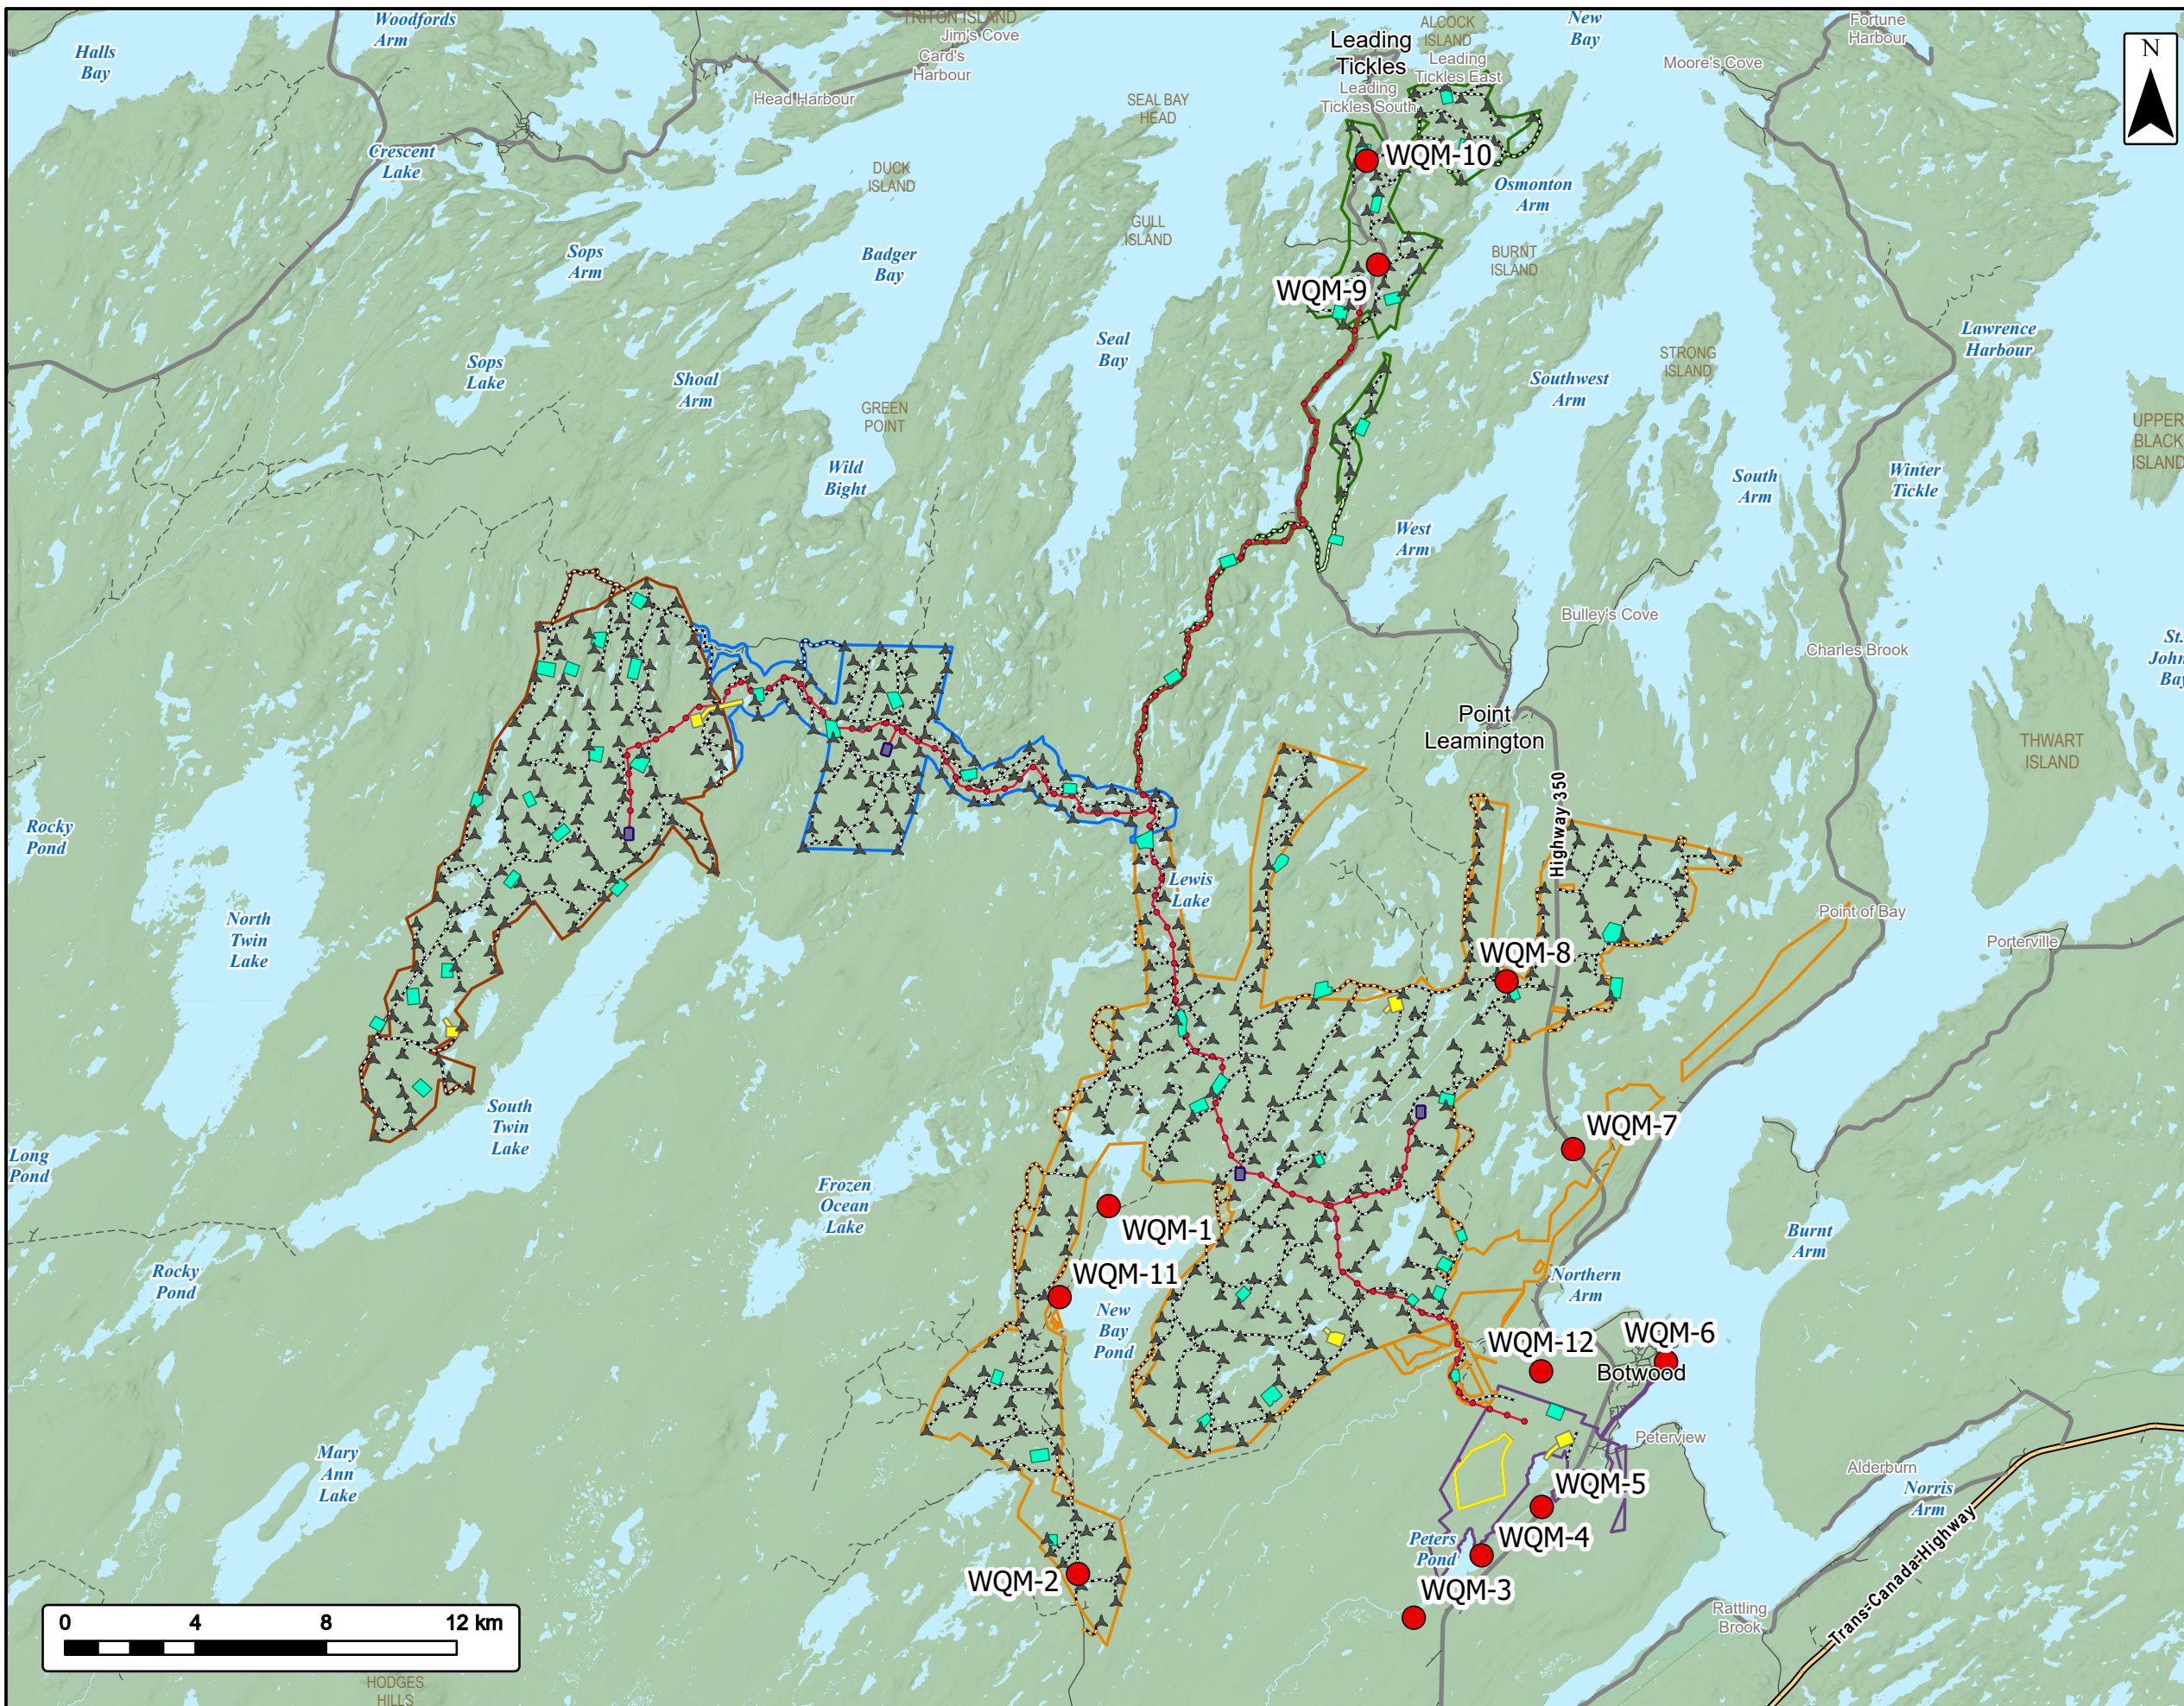 Woodfords
Arm
Halls
Bay
TRITON ISLAND
Jim's Cove
Card's
Harbour
Head Harbour
Crescent
Lake
SEAL BAY
HEAD
DUCK
ISLAND
GULL
ISLAND
Sops
Arm
Badger
Bay
Leading
Tickles
ALCOCK
ISLAND
Leading
Tickles East
Leading
Tickles South
New
Bay
Fortune
Harbour
Moore's Cove
N
WQM-10
Osmonton
Arm
BURNT
ISLAND
WQM-9
Sops
Lake
Shoal
Arm
Seal
Bay
GREEN
POINT
Wild
Bight
Southwest
Arm
STRONG
ISLAND
Lawrence
Harbour
UPPER
BLACK
ISLAND
South
Arm
Winter
Tickle
West
Arm
Bulley's Cove
Charles Brook
St.
John
Bay
Point
Leamington
THWART
ISLAND
Highway 350
Rocky
Pond
North
Twin
Lake
Lewis
Lake
WQM-8
Point of Bay
Porterville
South
Twin
Lake
Long
Pond
WQM-7
Frozen
Ocean
Lake
WQM-1
Burnt
Arm
Rocky
Pond
WQM-11
Northern
Arm
New
Bay
Pond
WQM-12
WQM-6
Botwood
Peterview
Mary
Ann
Lake
Alderburn
Norris
Arm
WQM-5
WQM-4
Peters
Pond
WQM-2
WQM-3
Rattling
Brook
Trans-Canada-Highway
0 4 8 12 km
HODGES
HILLS